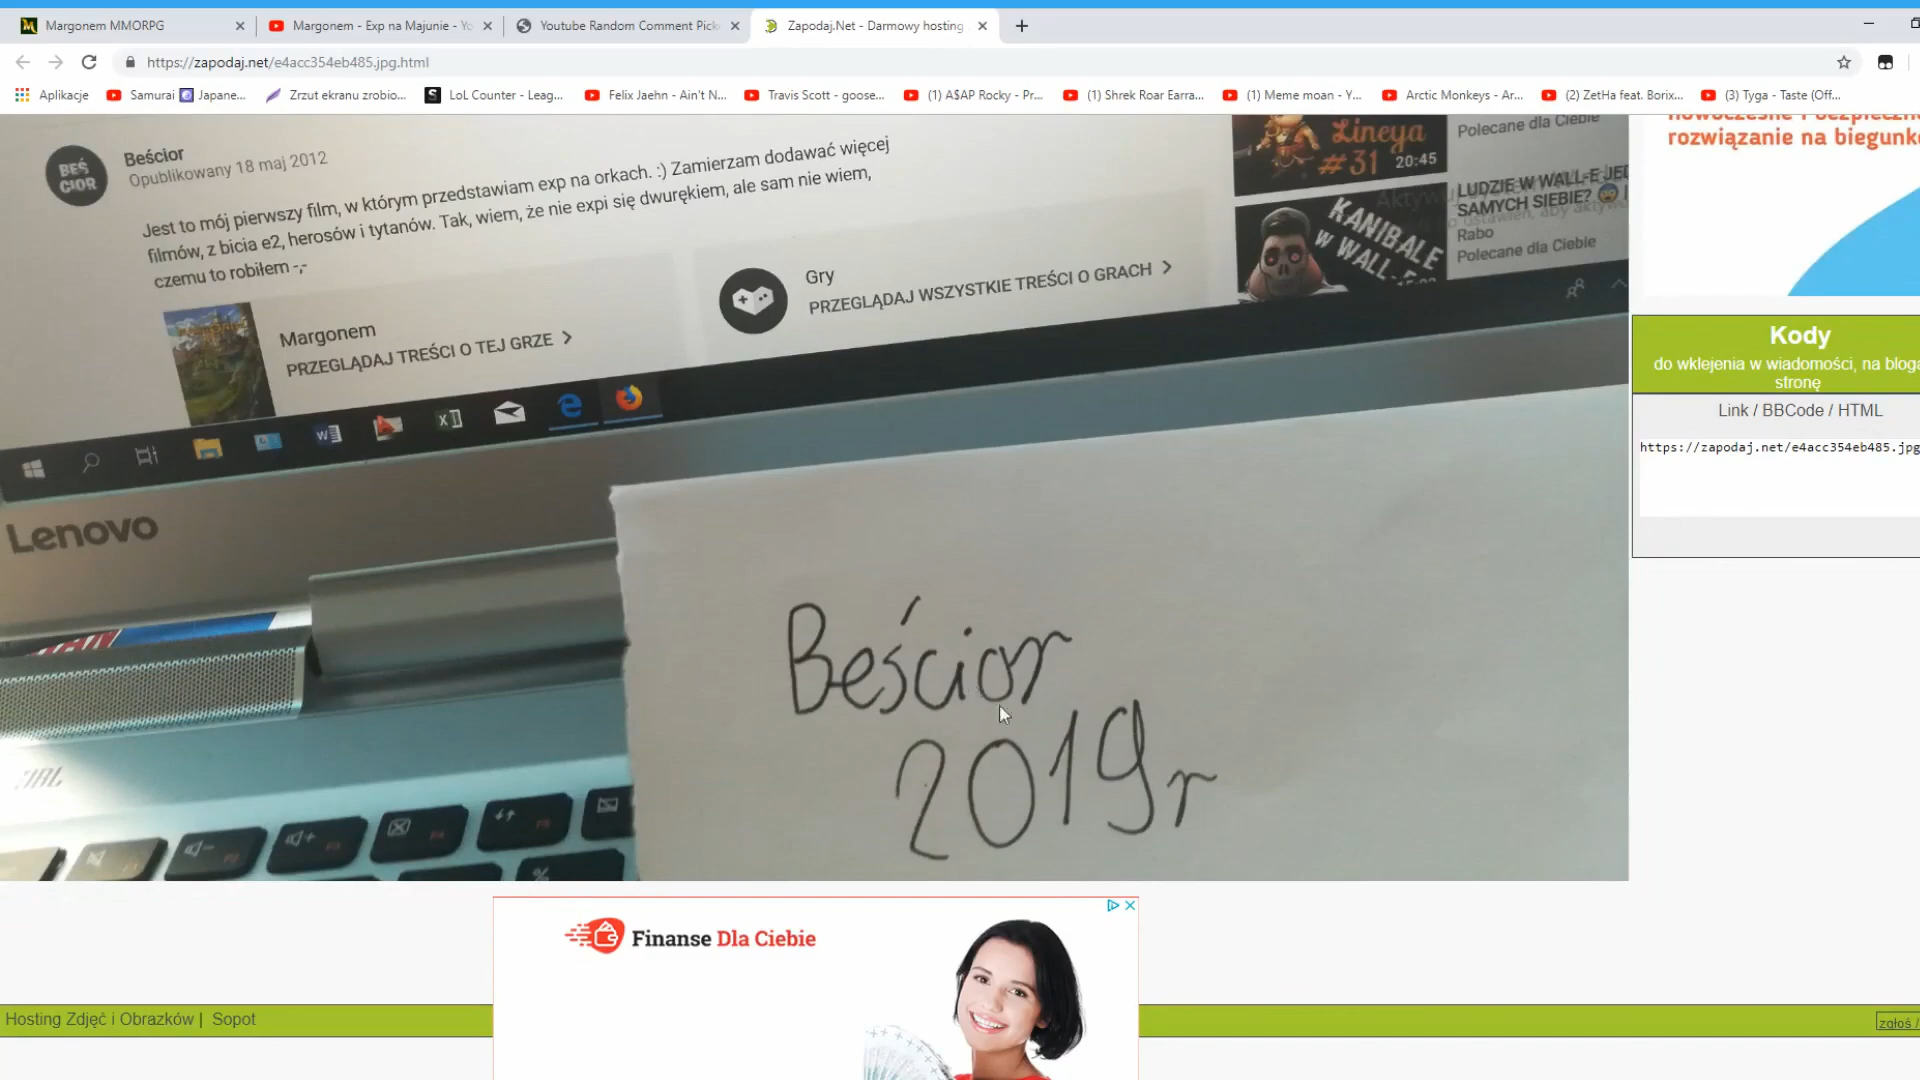 Margonem MMORPG
Margonem - Exp na Majunie - Yo
Youtube Random Comment Pick
Zapodaj.Net - Darmowy hosting
https://zapodaj.net/e4acc354eb485.jpg.html
Aplikacje
Samurai
Japane...
Zrzut ekranu zrobio...
LoL Counter - Leag...
Felix Jaehn - Ain't N...
Travis Scott - goose...
(1) A$AP Rocky - Pr...
(1) Shrek Roar Earra...
(1) Meme moan - Y...
Arctic Monkeys - Ar...
(2) ZetHa feat. Borix...
(3) Tyga - Taste (Off...
BEŚ
CIOR
Beścior
Opublikowany 18 maj 2012
Jest to mój pierwszy film, w którym przedstawiam exp na orkach. :) Zamierzam dodawać więcej
filmów, z bicia e2, herosów i tytanów. Tak, wiem, że nie expi się dwurękiem, ale sam nie wiem,
czemu to robiłem -,-
Margonem
PRZEGLĄDAJ TREŚCI O TEJ GRZE
Gry
PRZEGLĄDAJ WSZYSTKIE TREŚCI O GRACH
Lineya
#31
20:45
Polecane dla Ciebie
KANIBALE
W WALL-E
LUDZIE W WALL-E JED
SAMYCH SIEBIE?
Rabo
Polecane dla Ciebie
rozwiązanie na biegunk
Kody
do wklejenia w wiadomości, na bloga
stronę
Link / BBCode / HTML
https://zapodaj.net/e4acc354eb485.jpg
Lenovo
JBL
Beścior
2019r
Finanse Dla Ciebie
Hosting Zdjęć i Obrazków | Sopot
zgłoś /